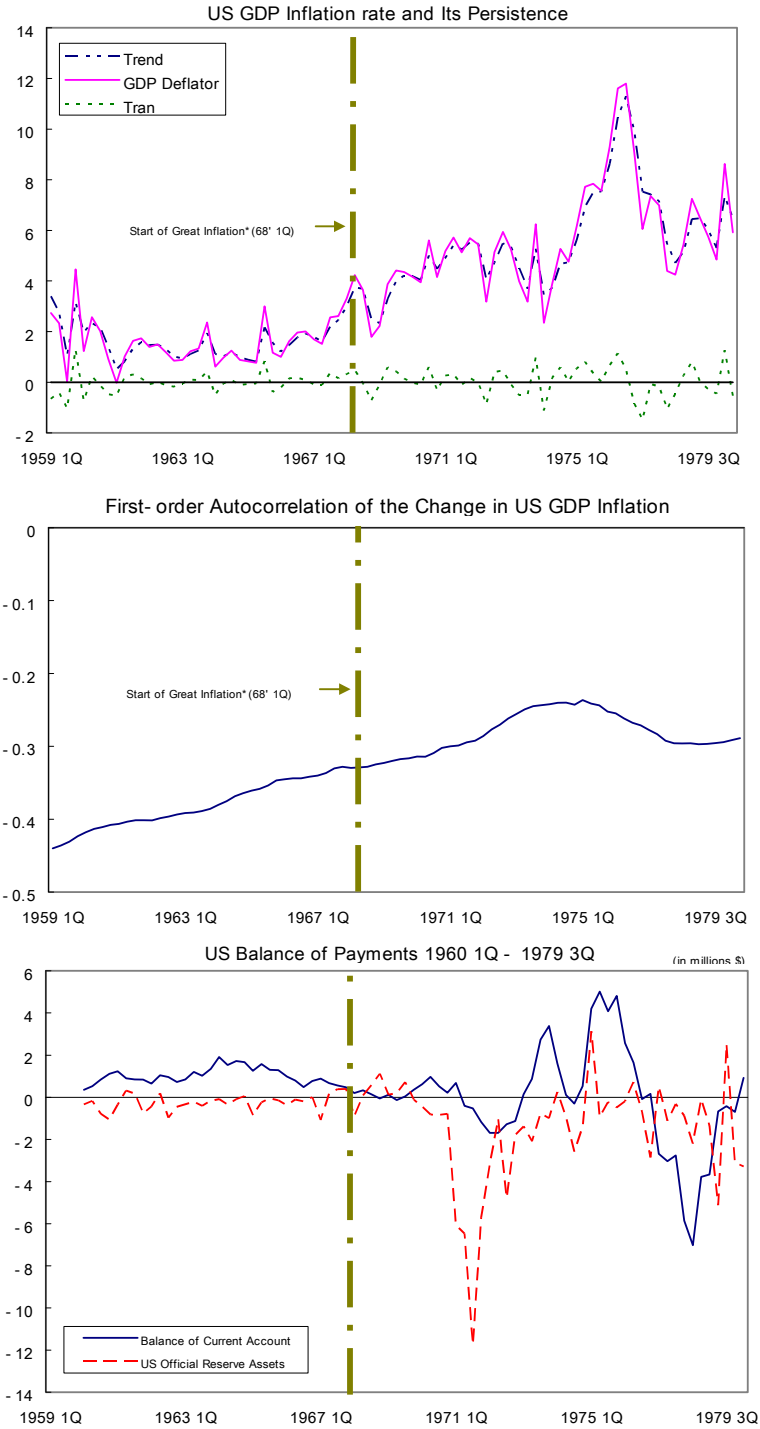 US GDP Inflation rate and Its Persistence
14
12
10
8
6
4
2
0
- 2
Trend
GDP Deflator
Tran
Start of Great Inflation* (68' 1Q)
1959 1Q 1963 1Q 1967 1Q 1971 1Q 1975 1Q 1979 3Q
First- order Autocorrelation of the Change in US GDP Inflation
0
- 0.1
- 0.2
- 0.3
- 0.4
- 0.5
Start of Great Inflation* (68' 1Q)
1959 1Q 1963 1Q 1967 1Q 1971 1Q 1975 1Q 1979 3Q
US Balance of Payments 1960 1Q - 1979 3Q
(in millions $)
6
4
2
0
- 2
- 4
- 6
- 8
- 10
- 12
- 14
Balance of Current Account
US Official Reserve Assets
1959 1Q 1963 1Q 1967 1Q 1971 1Q 1975 1Q 1979 3Q